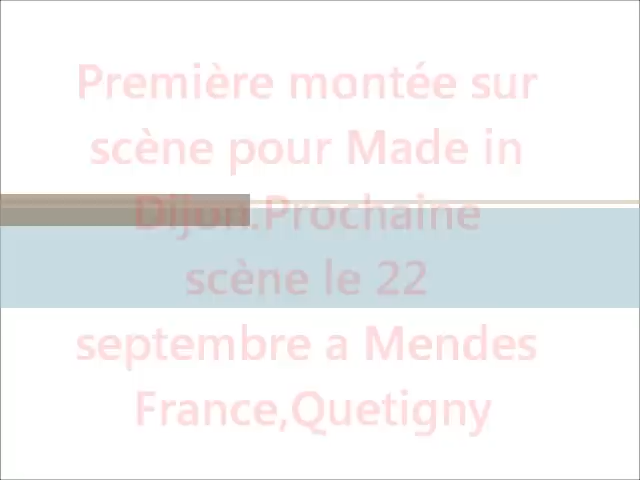 Première montée sur
scène pour Made in
Dijon.Prochaine
scène le 22
septembre a Mendes
France,Quetigny